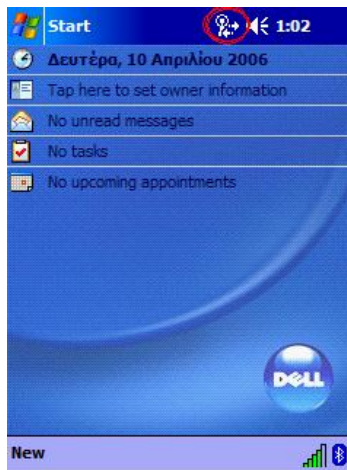 Start 1:02
Δευτέρα, 10 Απριλίου 2006
Tap here to set owner information
No unread messages
No tasks
No upcoming appointments
DELL
New